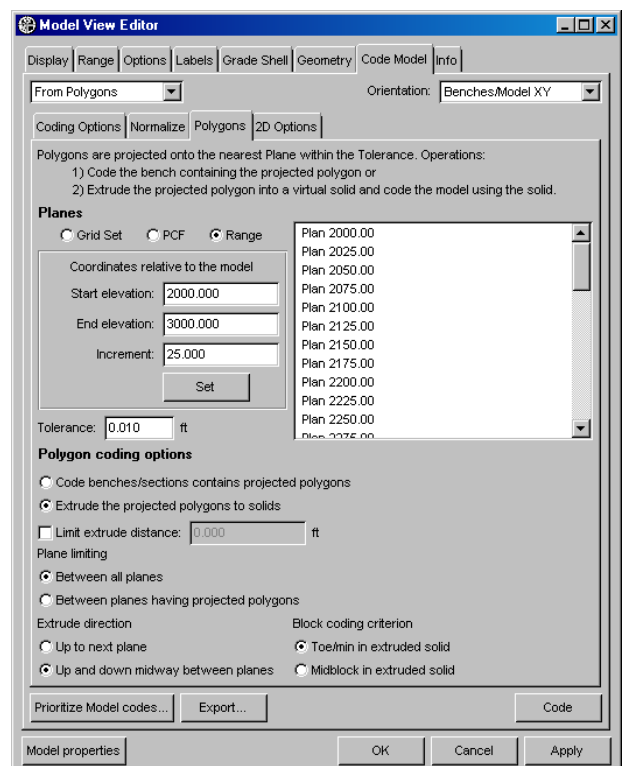 Model View Editor
Display Range Options Labels Grade Shell Geometry Code Model Info
From Polygons Orientation: Benches/Model XY
Coding Options Normalize Polygons 2D Options
Polygons are projected onto the nearest Plane within the Tolerance. Operations:
1) Code the bench containing the projected polygon or
2) Extrude the projected polygon into a virtual solid and code the model using the solid.
Planes
Grid Set PCF Range
Coordinates relative to the model
Start elevation: 2000.000
End elevation: 3000.000
Increment: 25.000
Set
Plan 2000.00
Plan 2025.00
Plan 2050.00
Plan 2075.00
Plan 2100.00
Plan 2125.00
Plan 2150.00
Plan 2175.00
Plan 2200.00
Plan 2225.00
Plan 2250.00
Plan 2275.00
Tolerance: 0.010 ft
Polygon coding options
Code benches/sections contains projected polygons
Extrude the projected polygons to solids
Limit extrude distance: 0.000 ft
Plane limiting
Between all planes
Between planes having projected polygons
Extrude direction Block coding criterion
Up to next plane Toe/min in extruded solid
Up and down midway between planes Midblock in extruded solid
Prioritize Model codes... Export... Code
Model properties OK Cancel Apply